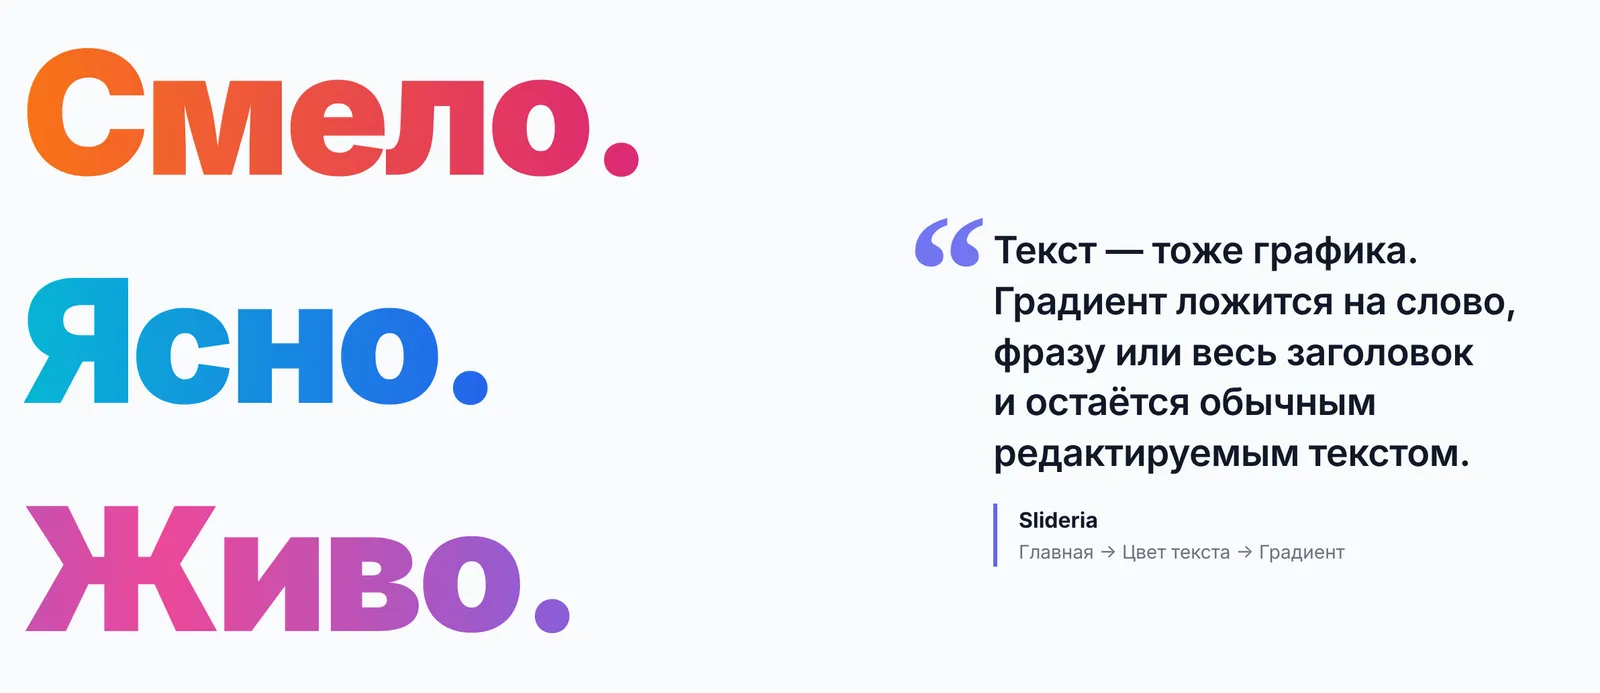 Смело.
Ясно.
Живо.
“Текст — тоже графика.
Градиент ложится на слово,
фразу или весь заголовок
и остаётся обычным
редактируемым текстом.
Slideria
Главная → Цвет текста → Градиент